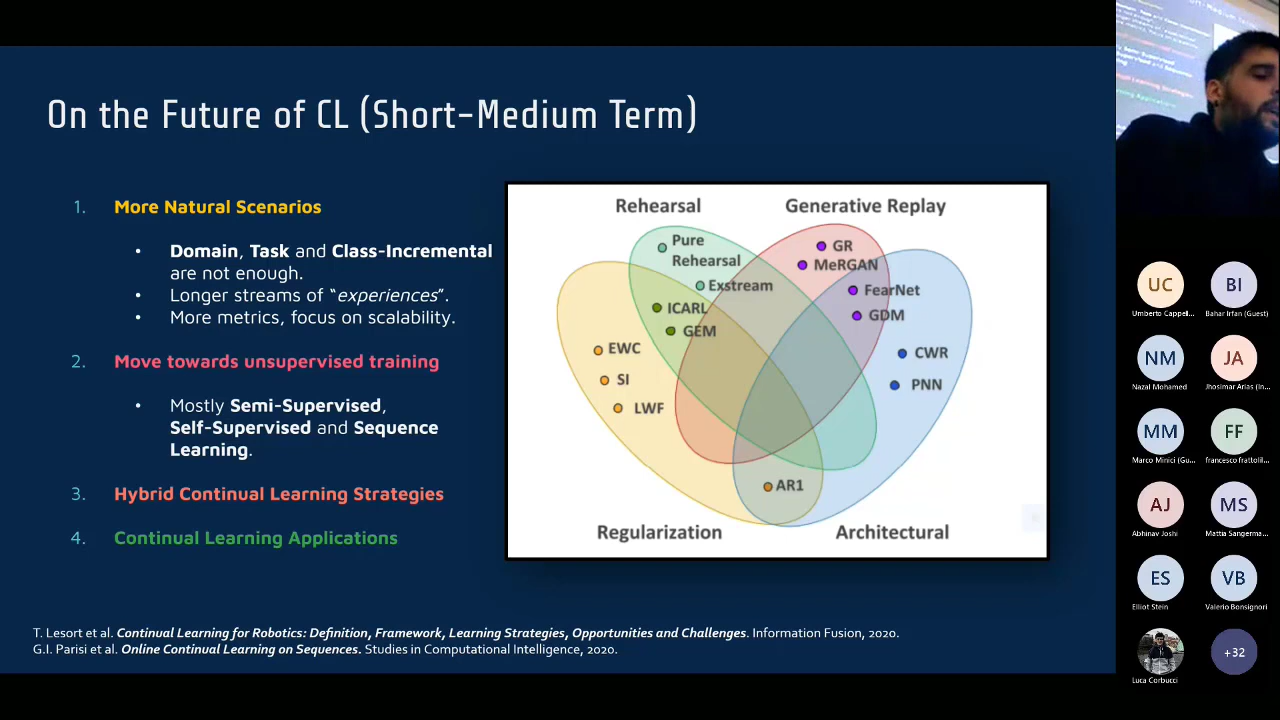 On the Future of CL (Short-Medium Term)
1. More Natural Scenarios
• Domain, Task and Class-Incremental
are not enough.
• Longer streams of "experiences".
• More metrics, focus on scalability.
2. Move towards unsupervised training
• Mostly Semi-Supervised,
Self-Supervised and Sequence
Learning.
3. Hybrid Continual Learning Strategies
4. Continual Learning Applications
Rehearsal
Generative Replay
Pure
Rehearsal
GR
MeRGAN
Exstream
FearNet
ICARL
GDM
GEM
EWC
CWR
SI
PNN
LWF
AR1
Regularization
Architectural
T. Lesort et al. Continual Learning for Robotics: Definition, Framework, Learning Strategies, Opportunities and Challenges. Information Fusion, 2020.
G.I. Parisi et al. Online Continual Learning on Sequences. Studies in Computational Intelligence, 2020.
UC
BI
Umberto Cappell...
Bahar Irfan (Guest)
NM
JA
Nazal Mohamed
Jhosimar Arias (In...
MM
FF
Marco Minici (Gu...
francesco frattolil...
AJ
MS
Abhinav Joshi
Mattia Sangerma...
ES
VB
Elliot Stein
Valerio Bonsignori
+32
Luca Corbucci